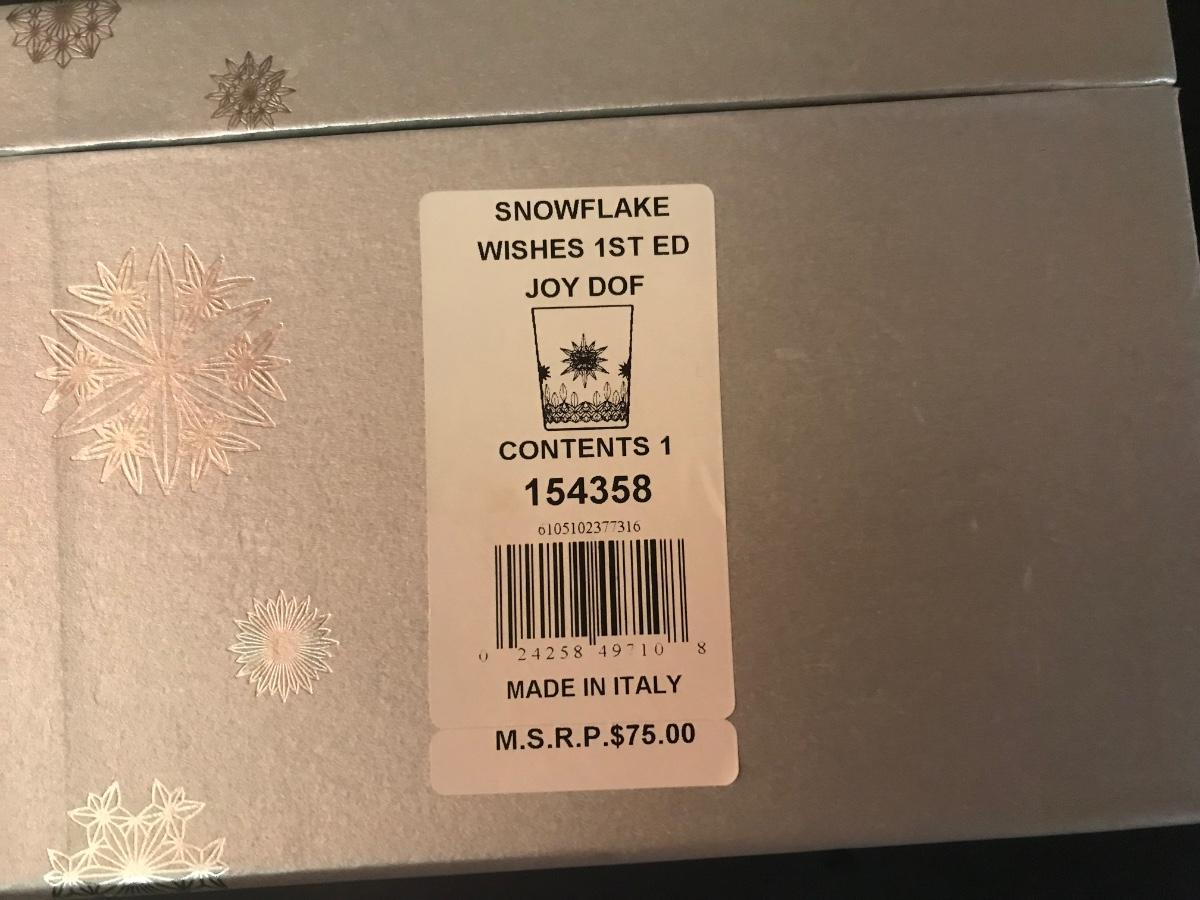 SNOWFLAKE
WISHES 1ST ED
JOY DOF
CONTENTS 1
154358
6105102377316
0 24258 49710 8
MADE IN ITALY
M.S.R.P.$75.00